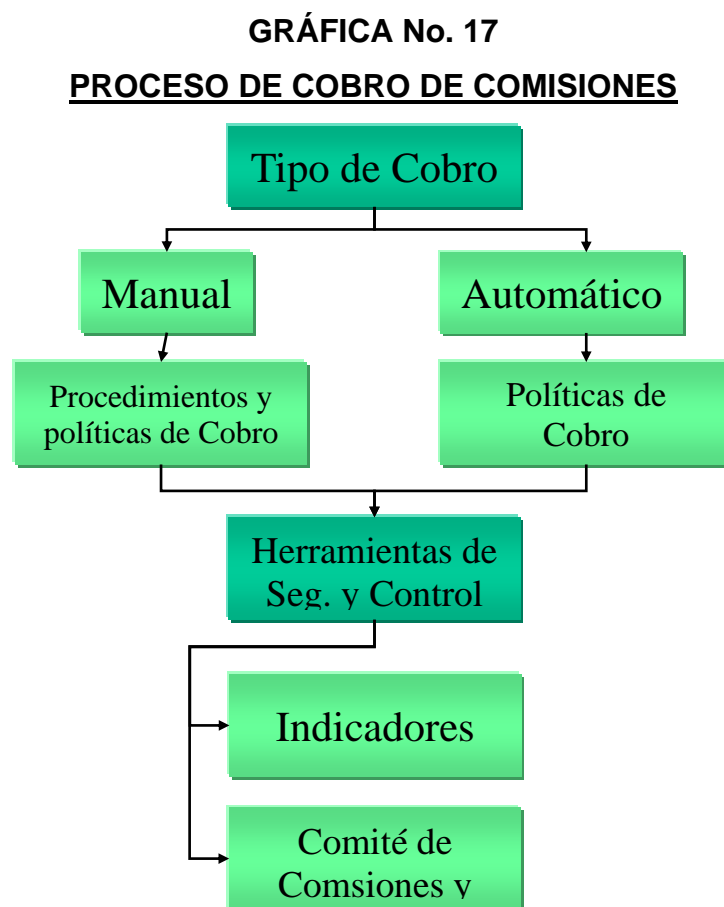 GRÁFICA No. 17
PROCESO DE COBRO DE COMISIONES
Tipo de Cobro
Manual
Automático
Procedimientos y
políticas de Cobro
Políticas de
Cobro
Herramientas de
Seg. y Control
Indicadores
Comité de
Comsiones y